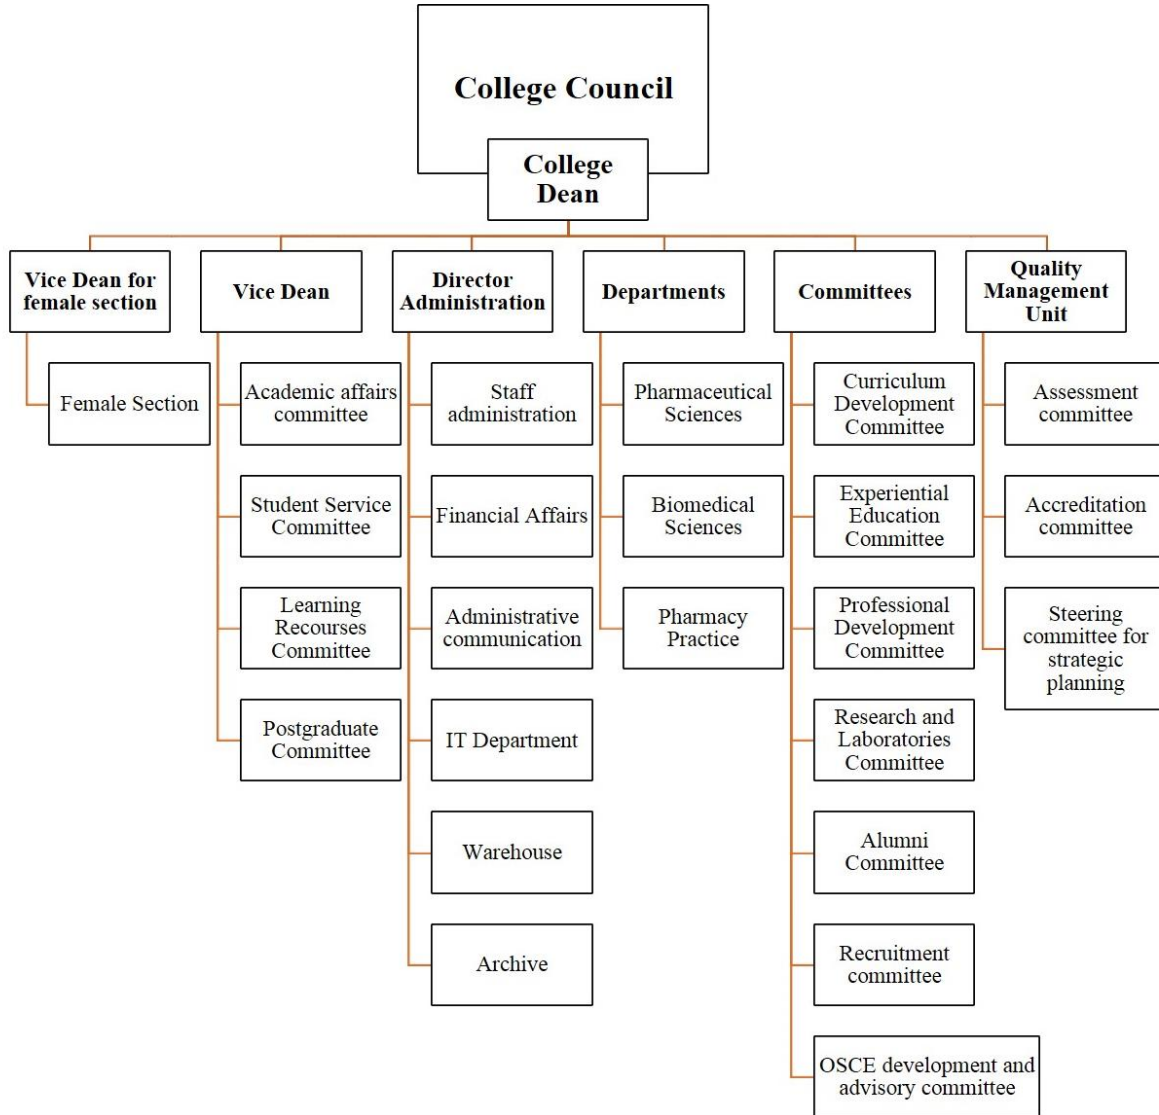 College Council
College
Dean
Vice Dean for
female section
Vice Dean
Director
Administration
Departments
Committees
Quality
Management
Unit
Female Section
Academic affairs
committee
Student Service
Committee
Learning
Recourses
Committee
Postgraduate
Committee
Staff
administration
Financial Affairs
Administrative
communication
IT Department
Warehouse
Archive
Pharmaceutical
Sciences
Biomedical
Sciences
Pharmacy
Practice
Curriculum
Development
Committee
Experiential
Education
Committee
Professional
Development
Committee
Research and
Laboratories
Committee
Alumni
Committee
Recruitment
committee
OSCE development and
advisory committee
Assessment
committee
Accreditation
committee
Steering
committee for
strategic
planning